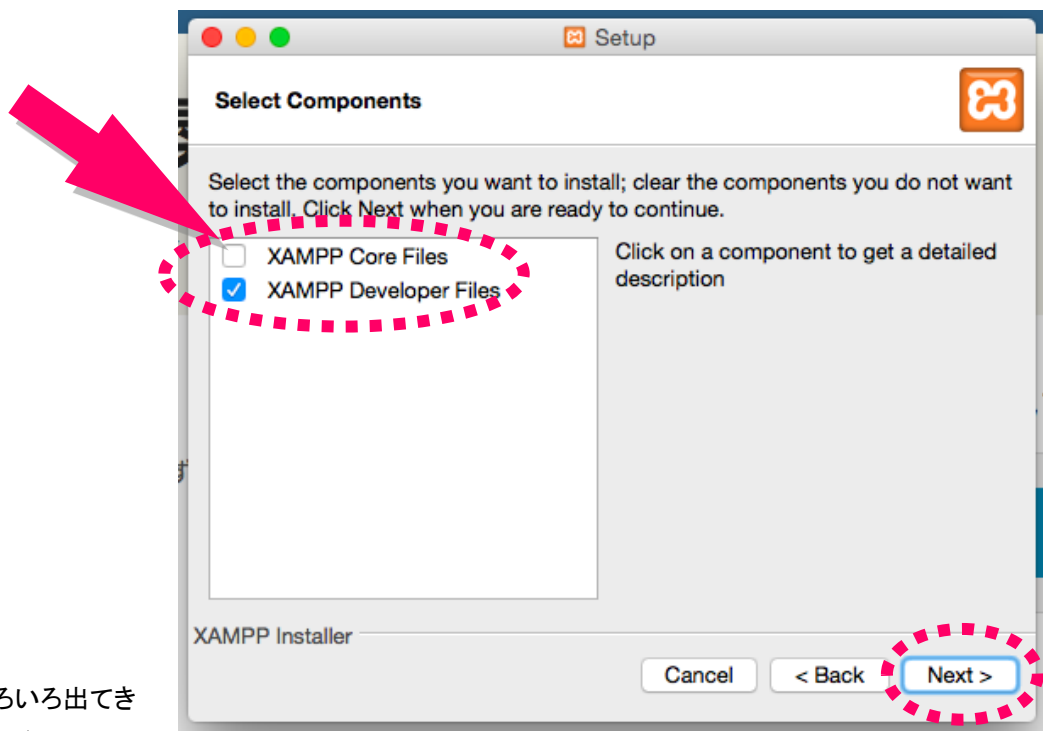 Setup
Select Components
Select the components you want to install; clear the components you do not want
to install. Click Next when you are ready to continue.
XAMPP Core Files
XAMPP Developer Files
Click on a component to get a detailed
description
XAMPP Installer
Cancel
< Back
Next >
ろいろ出てき